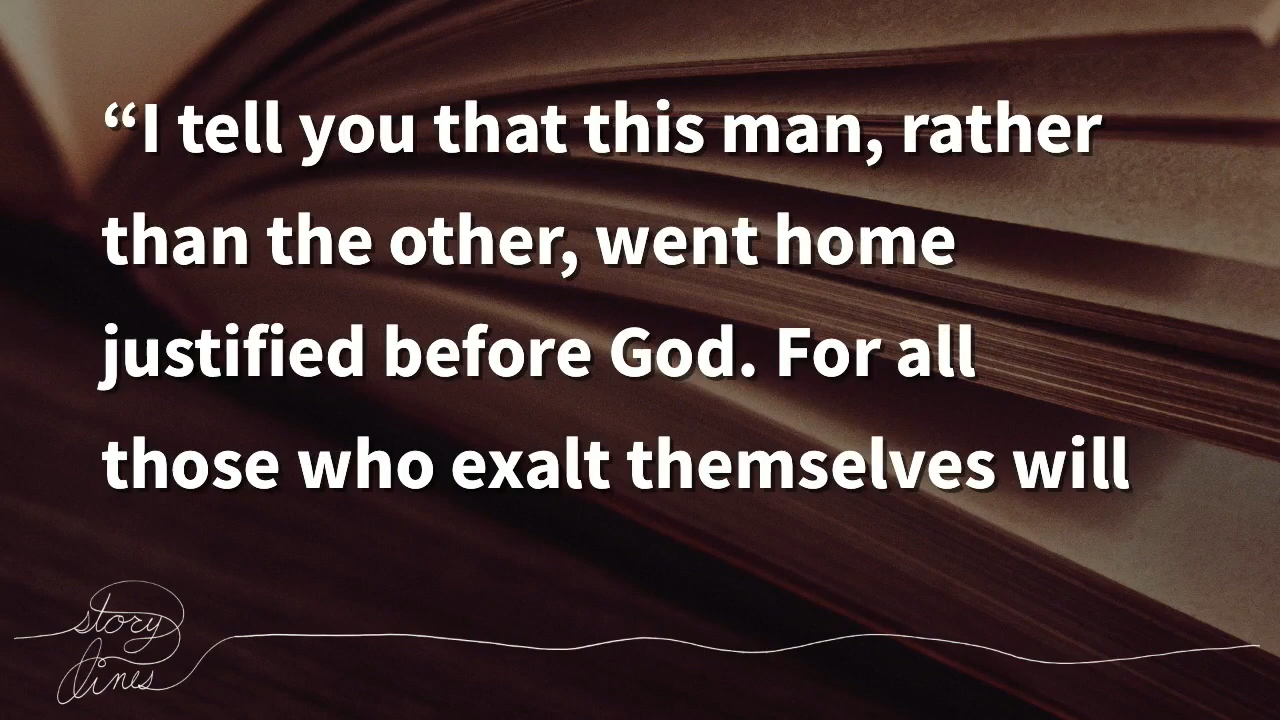 “I tell you that this man, rather
than the other, went home
justified before God. For all
those who exalt themselves will
story
lines